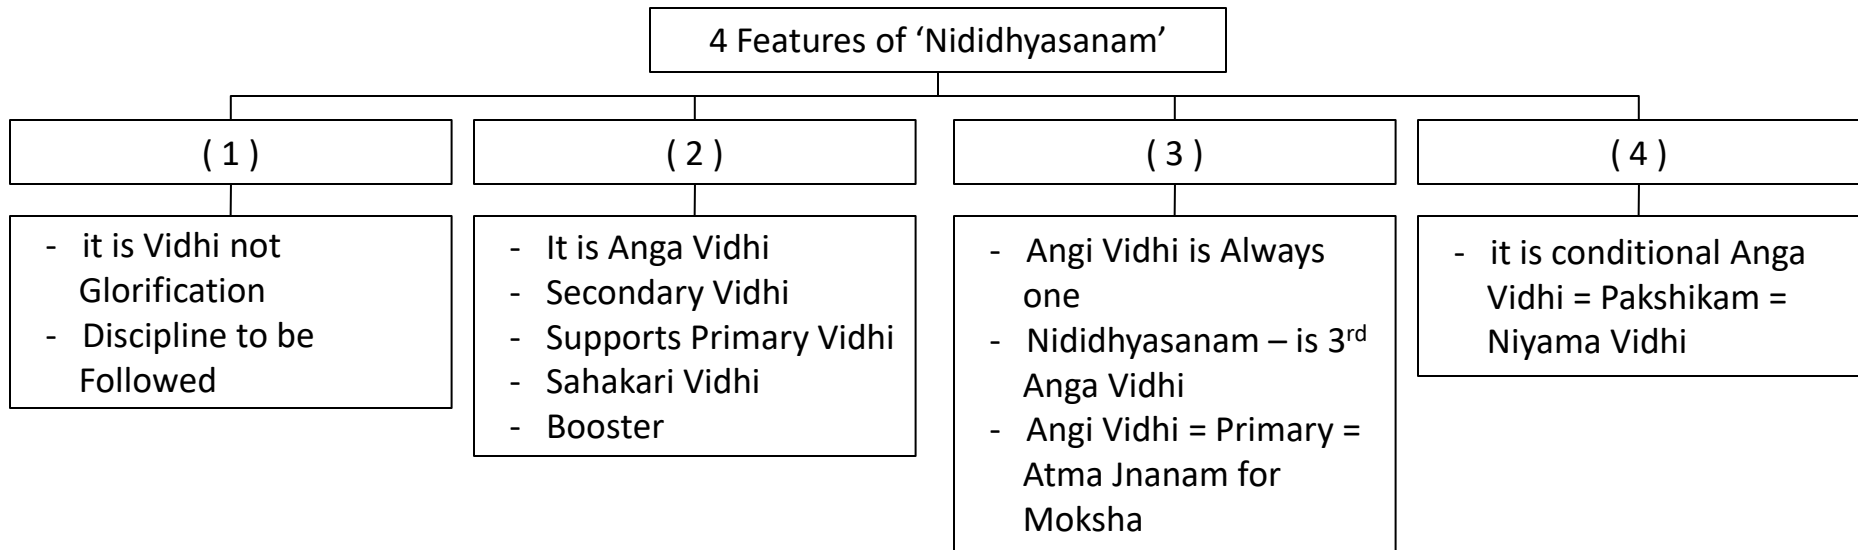 4 Features of ‘Nididhyasanam’
( 1 )
( 2 )
( 3 )
( 4 )
- it is Vidhi not
Glorification
- Discipline to be
Followed
- It is Anga Vidhi
- Secondary Vidhi
- Supports Primary Vidhi
- Sahakari Vidhi
- Booster
- Angi Vidhi is Always
one
- Nididhyasanam – is 3rd
Anga Vidhi
- Angi Vidhi = Primary =
Atma Jnanam for
Moksha
- it is conditional Anga
Vidhi = Pakshikam =
Niyama Vidhi